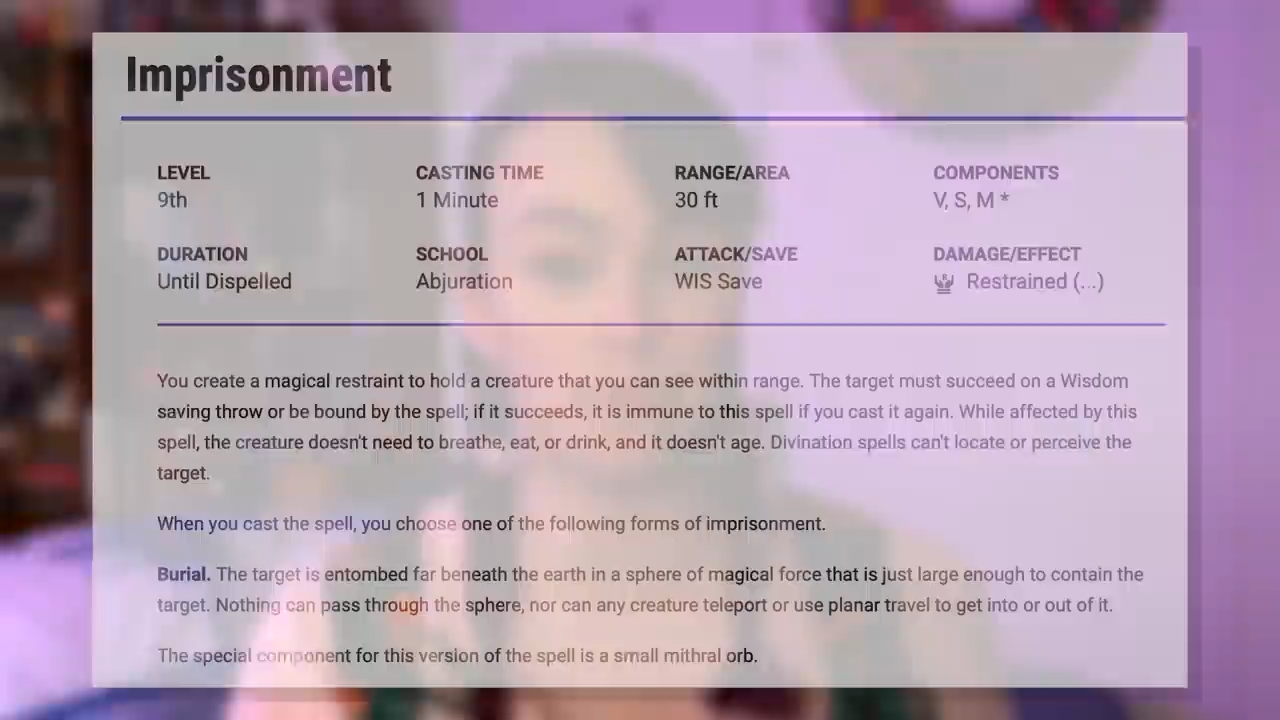 Imprisonment
LEVEL CASTING TIME RANGE/AREA COMPONENTS
9th 1 Minute 30 ft V, S, M *
DURATION SCHOOL ATTACK/SAVE DAMAGE/EFFECT
Until Dispelled Abjuration WIS Save Restrained (...)
You create a magical restraint to hold a creature that you can see within range. The target must succeed on a Wisdom
saving throw or be bound by the spell; if it succeeds, it is immune to this spell if you cast it again. While affected by this
spell, the creature doesn't need to breathe, eat, or drink, and it doesn't age. Divination spells can't locate or perceive the
target.
When you cast the spell, you choose one of the following forms of imprisonment.
Burial. The target is entombed far beneath the earth in a sphere of magical force that is just large enough to contain the
target. Nothing can pass through the sphere, nor can any creature teleport or use planar travel to get into or out of it.
The special component for this version of the spell is a small mithral orb.